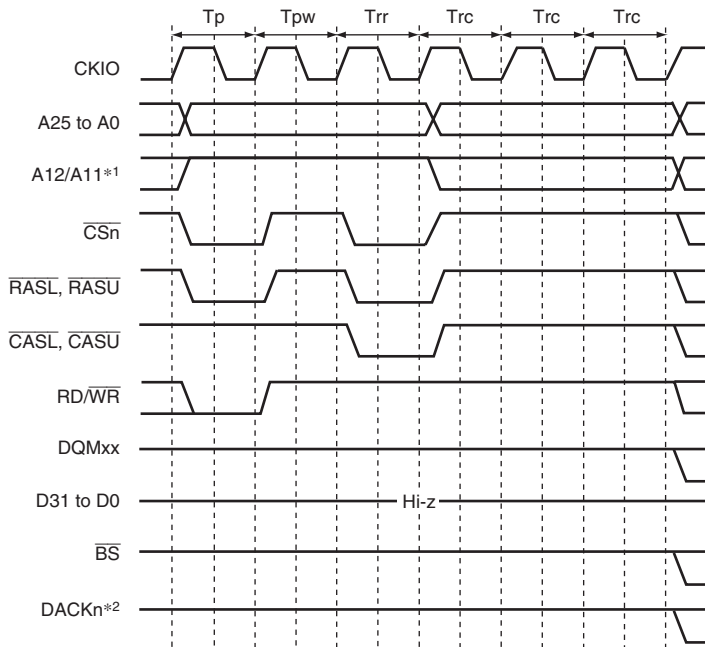 Tp Tpw Trr Trc Trc Trc
CKIO
A25 to A0
A12/A11*1
CSn
RASL, RASU
CASL, CASU
RD/WR
DQMxx
D31 to D0
Hi-z
BS
DACKn*2